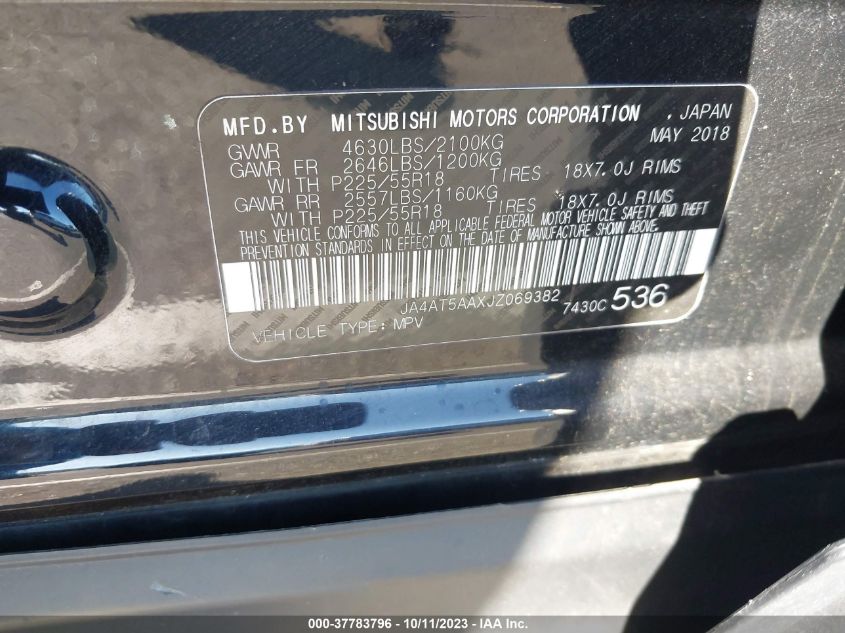 MFD.BY MITSUBISHI MOTORS CORPORATION . JAPAN
GVWR 4630LBS/2100KG MAY 2018
GAWR FR 2646LBS/1200KG
WITH P225/55R18 TIRES 18X7.0J RIMS
GAWR RR 2557LBS/1160KG
WITH P225/55R18 TIRES 18X7.0J RIMS
THIS VEHICLE CONFORMS TO ALL APPLICABLE FEDERAL MOTOR VEHICLE SAFETY AND THEFT
PREVENTION STANDARDS IN EFFECT ON THE DATE OF MANUFACTURE SHOWN ABOVE.
JA4AT5AAXJZ069382 7430C 536
VEHICLE TYPE: MPV
000-37783796 - 10/11/2023 - IAA Inc.